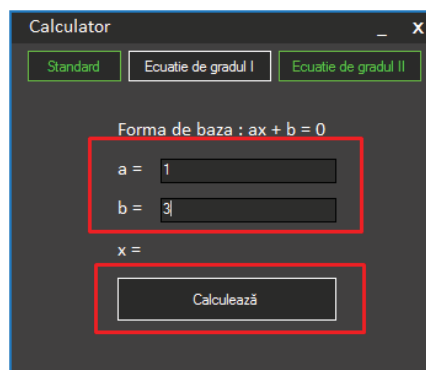 Calculator _ x
Standard Ecuatie de gradul I Ecuatie de gradul II
Forma de baza : ax + b = 0
a = 1
b = 3
x =
Calculează